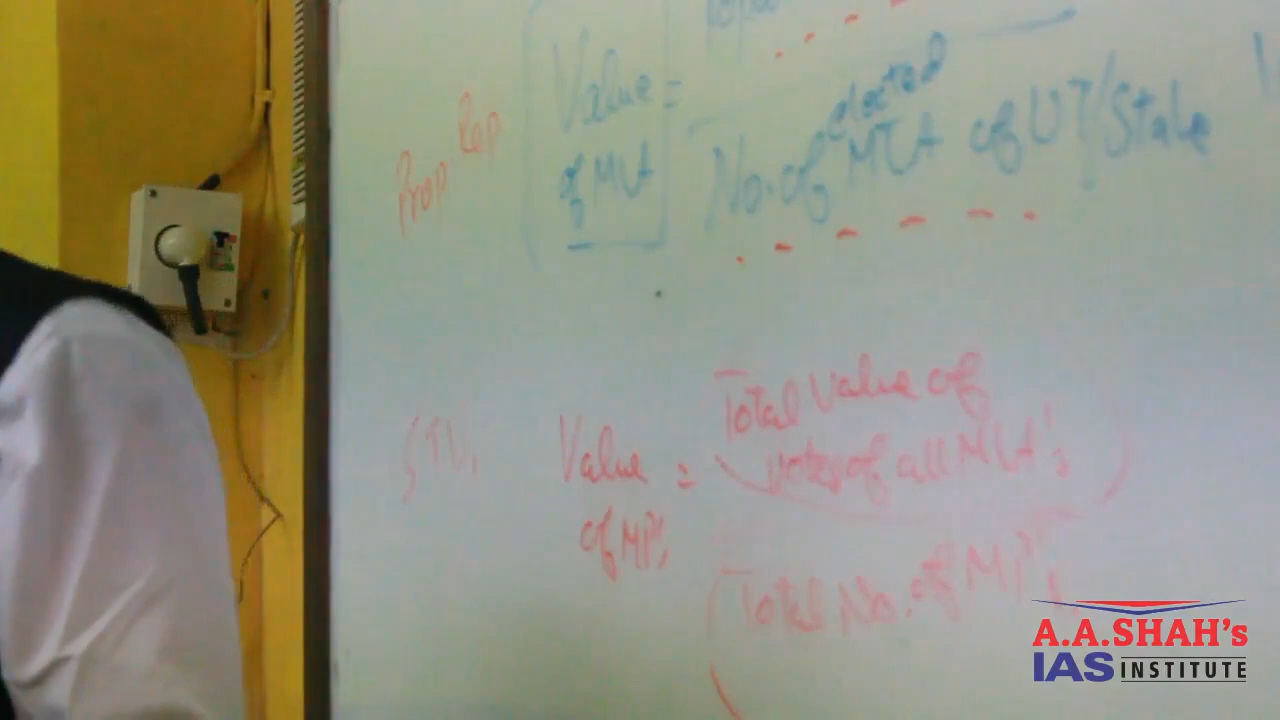 Prop Rep
Value =
of MLA
No. of elected MLA of UT/State
STV.
Value =
of MP's
Total Value of
votes of all MLA's
Total No. of MP's
A.A.SHAH's
IAS INSTITUTE